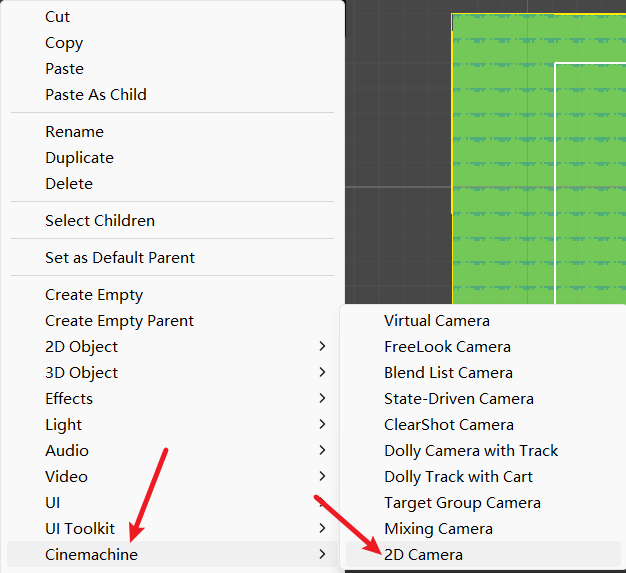 Cut
Copy
Paste
Paste As Child
Rename
Duplicate
Delete
Select Children
Set as Default Parent
Create Empty
Create Empty Parent
2D Object
3D Object
Effects
Light
Audio
Video
UI
UI Toolkit
Cinemachine
Virtual Camera
FreeLook Camera
Blend List Camera
State-Driven Camera
ClearShot Camera
Dolly Camera with Track
Dolly Track with Cart
Target Group Camera
Mixing Camera
2D Camera